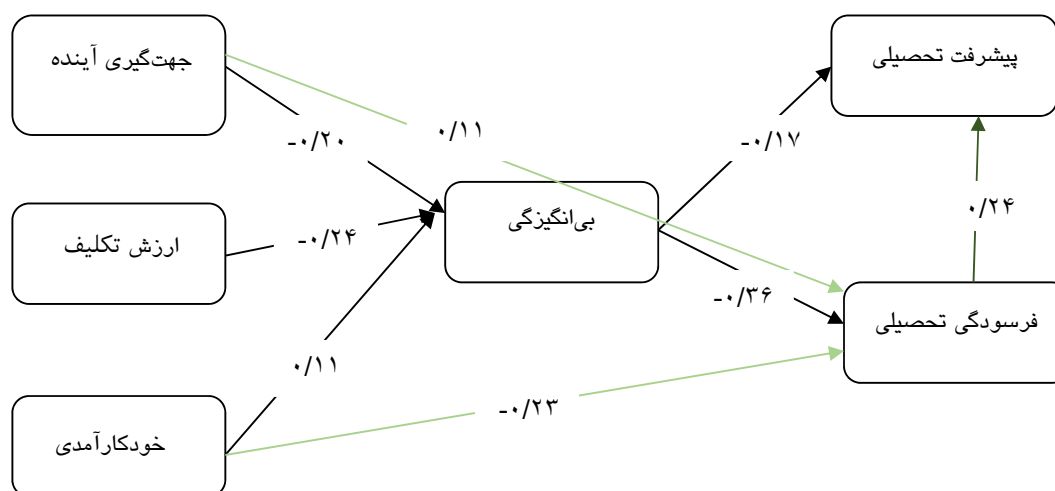 جهت‌گیری آینده
پیشرفت تحصیلی
۰/۱۱
-۰/۲۰
-۰/۱۷
بی‌انگیزگی
ارزش تکلیف
-۰/۲۴
۰/۲۴
-۰/۳۶
فرسودگی تحصیلی
۰/۱۱
-۰/۲۳
خودکارآمدی